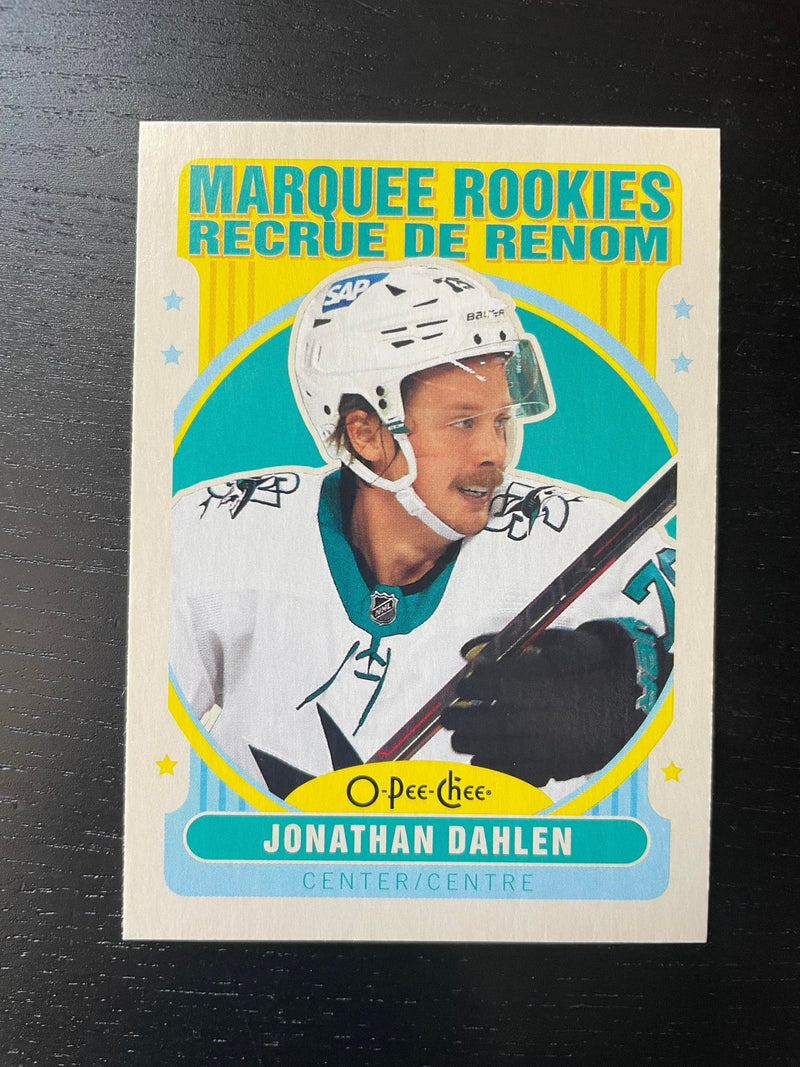 MARQUEE ROOKIES
RECRUE DE RENOM
SAP
BAUER
NHL
O-Pee-Chee
JONATHAN DAHLEN
CENTER/CENTRE